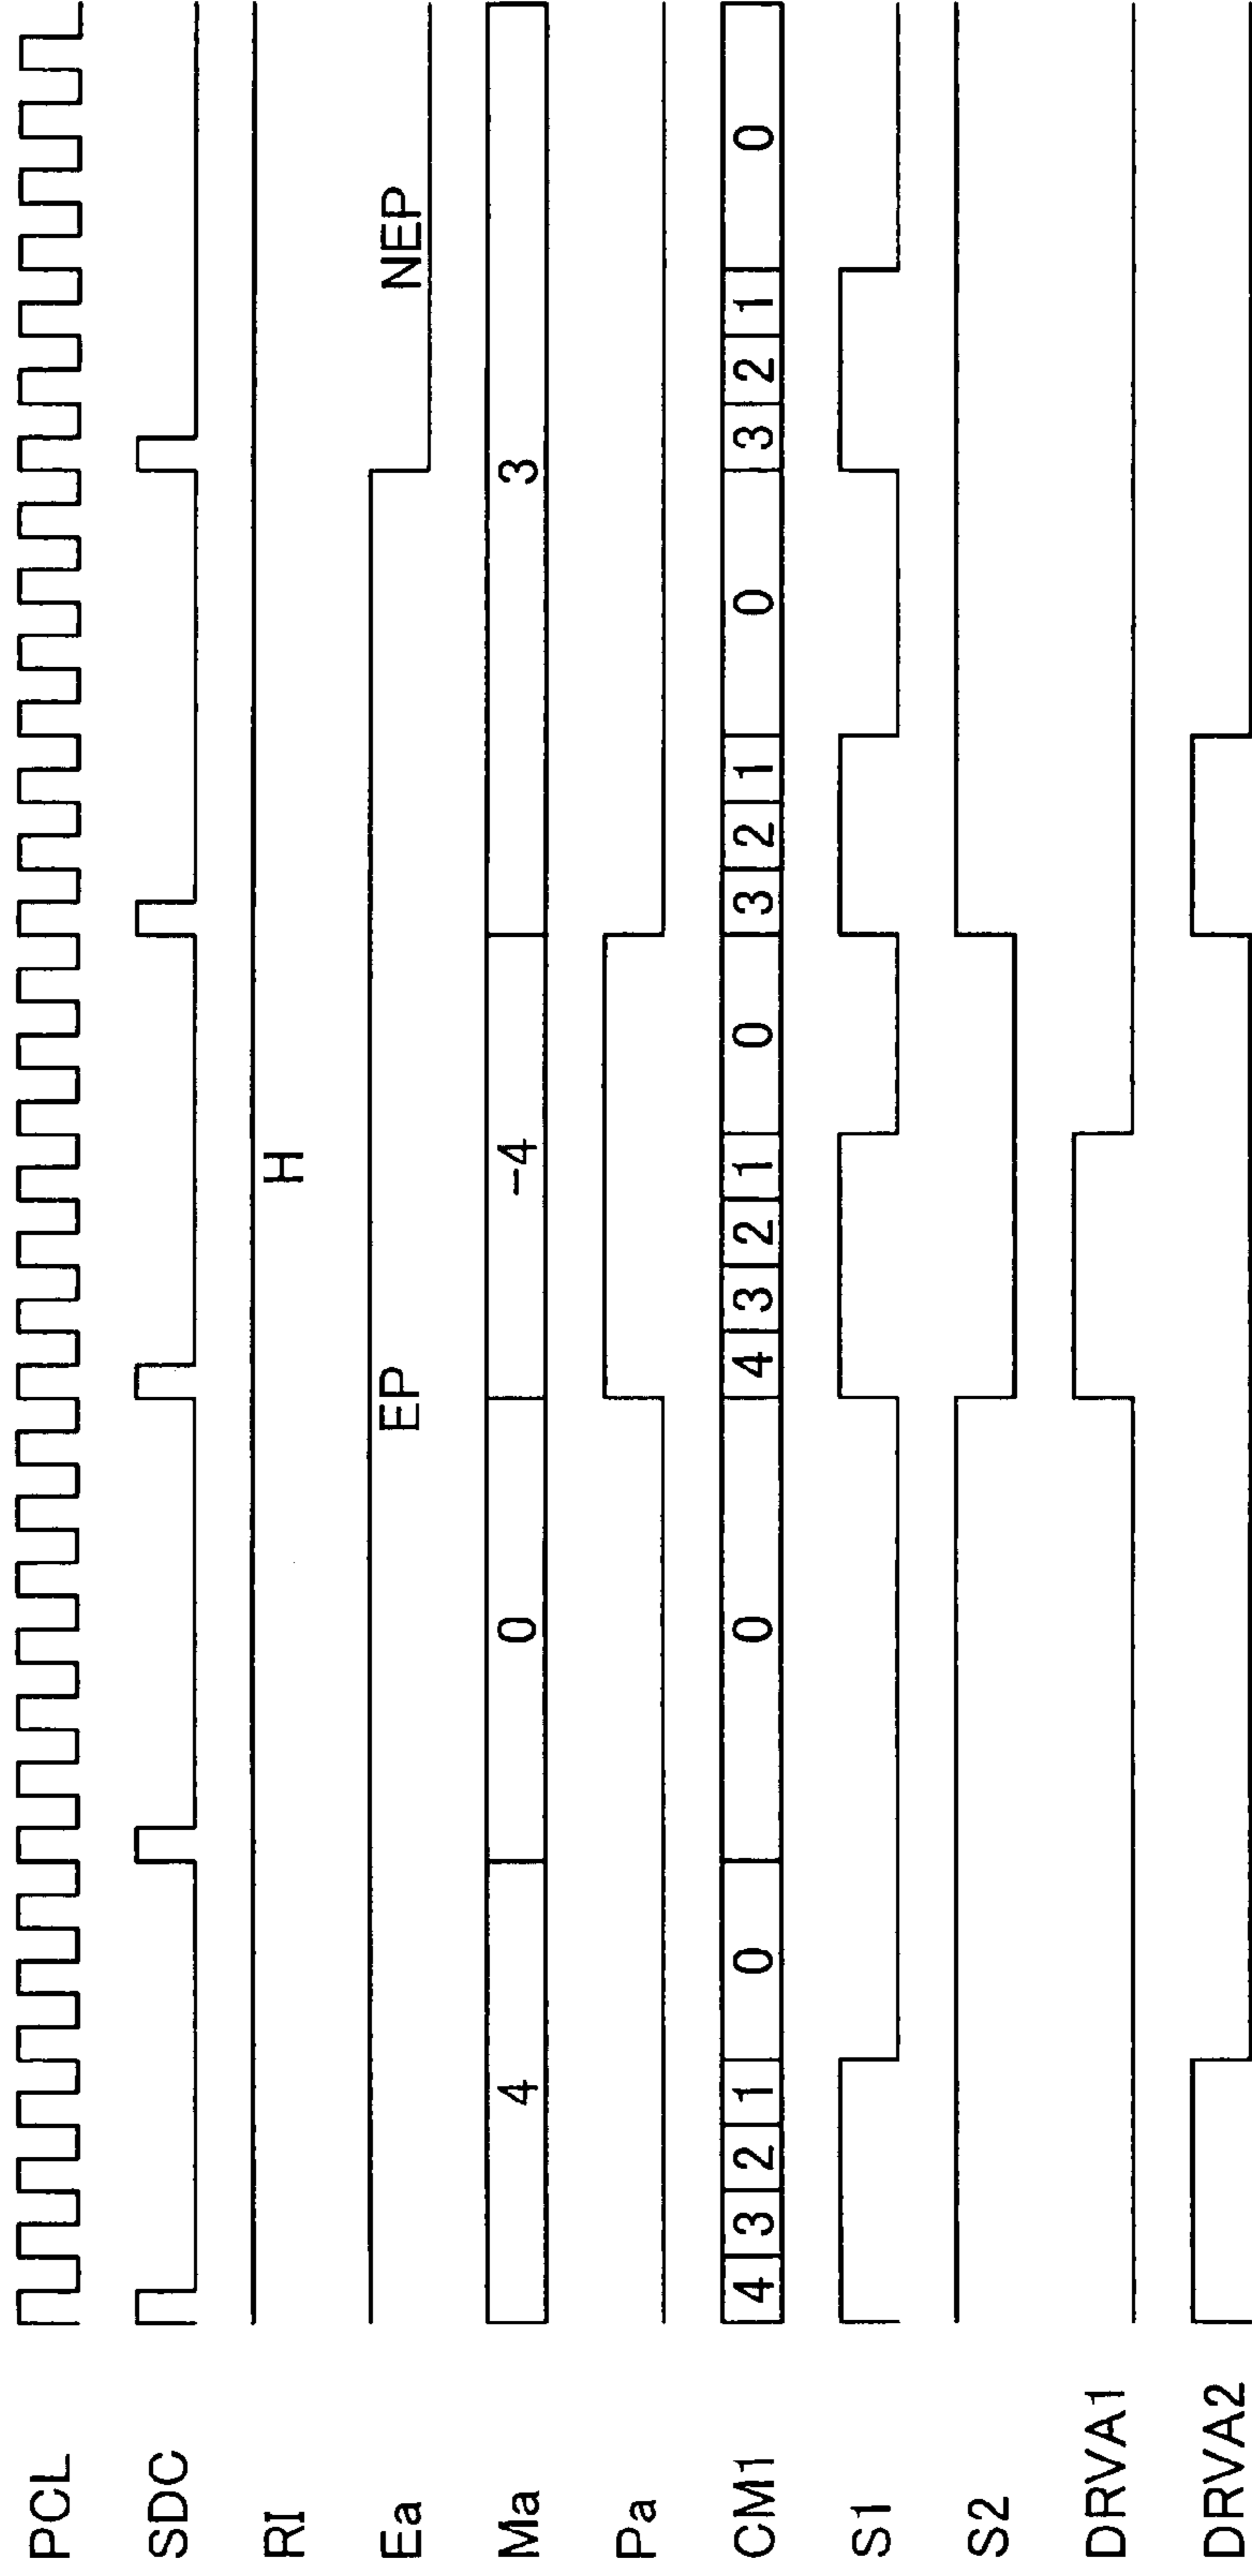 PCL
SDC
RI H
Ea EP NEP
Ma 4 0 -4 3
Pa
CM1 4 3 2 1 0 0 4 3 2 1 0 3 2 1 0 3 2 1 0
S1
S2
DRVA1
DRVA2